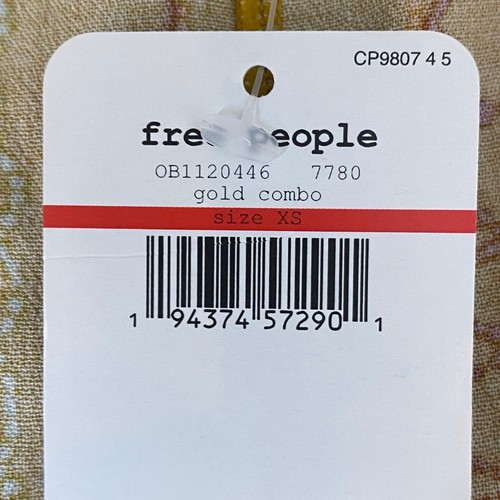 CP9807 4 5
free people
OB1120446 7780
gold combo
size XS
1 94374 57290 1